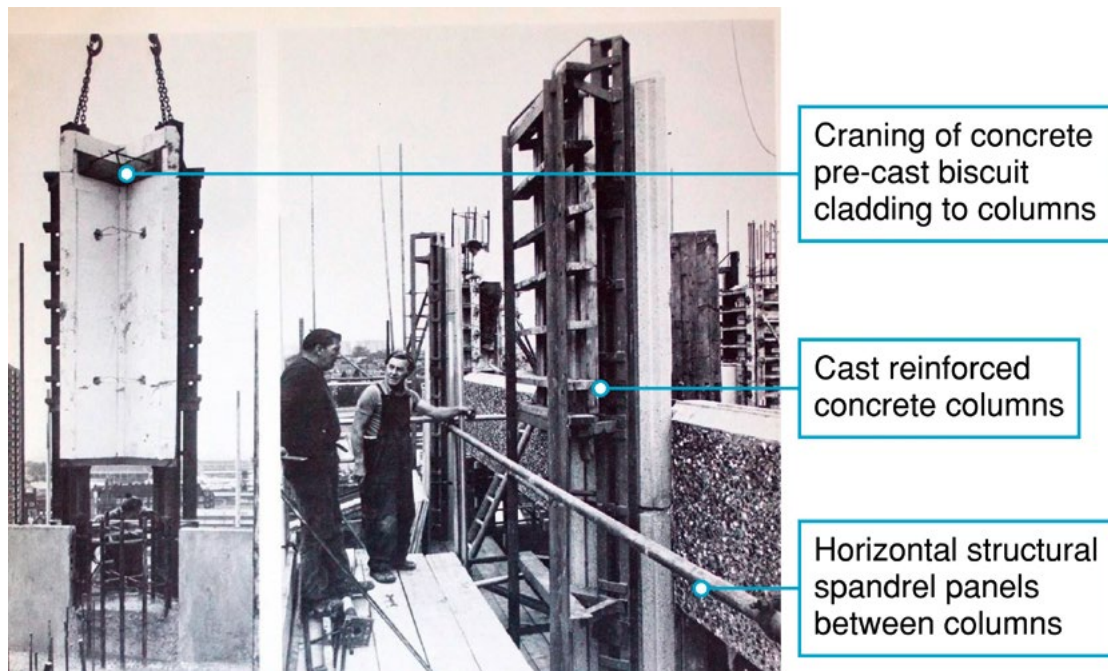 Craning of concrete
pre-cast biscuit
cladding to columns
Cast reinforced
concrete columns
Horizontal structural
spandrel panels
between columns